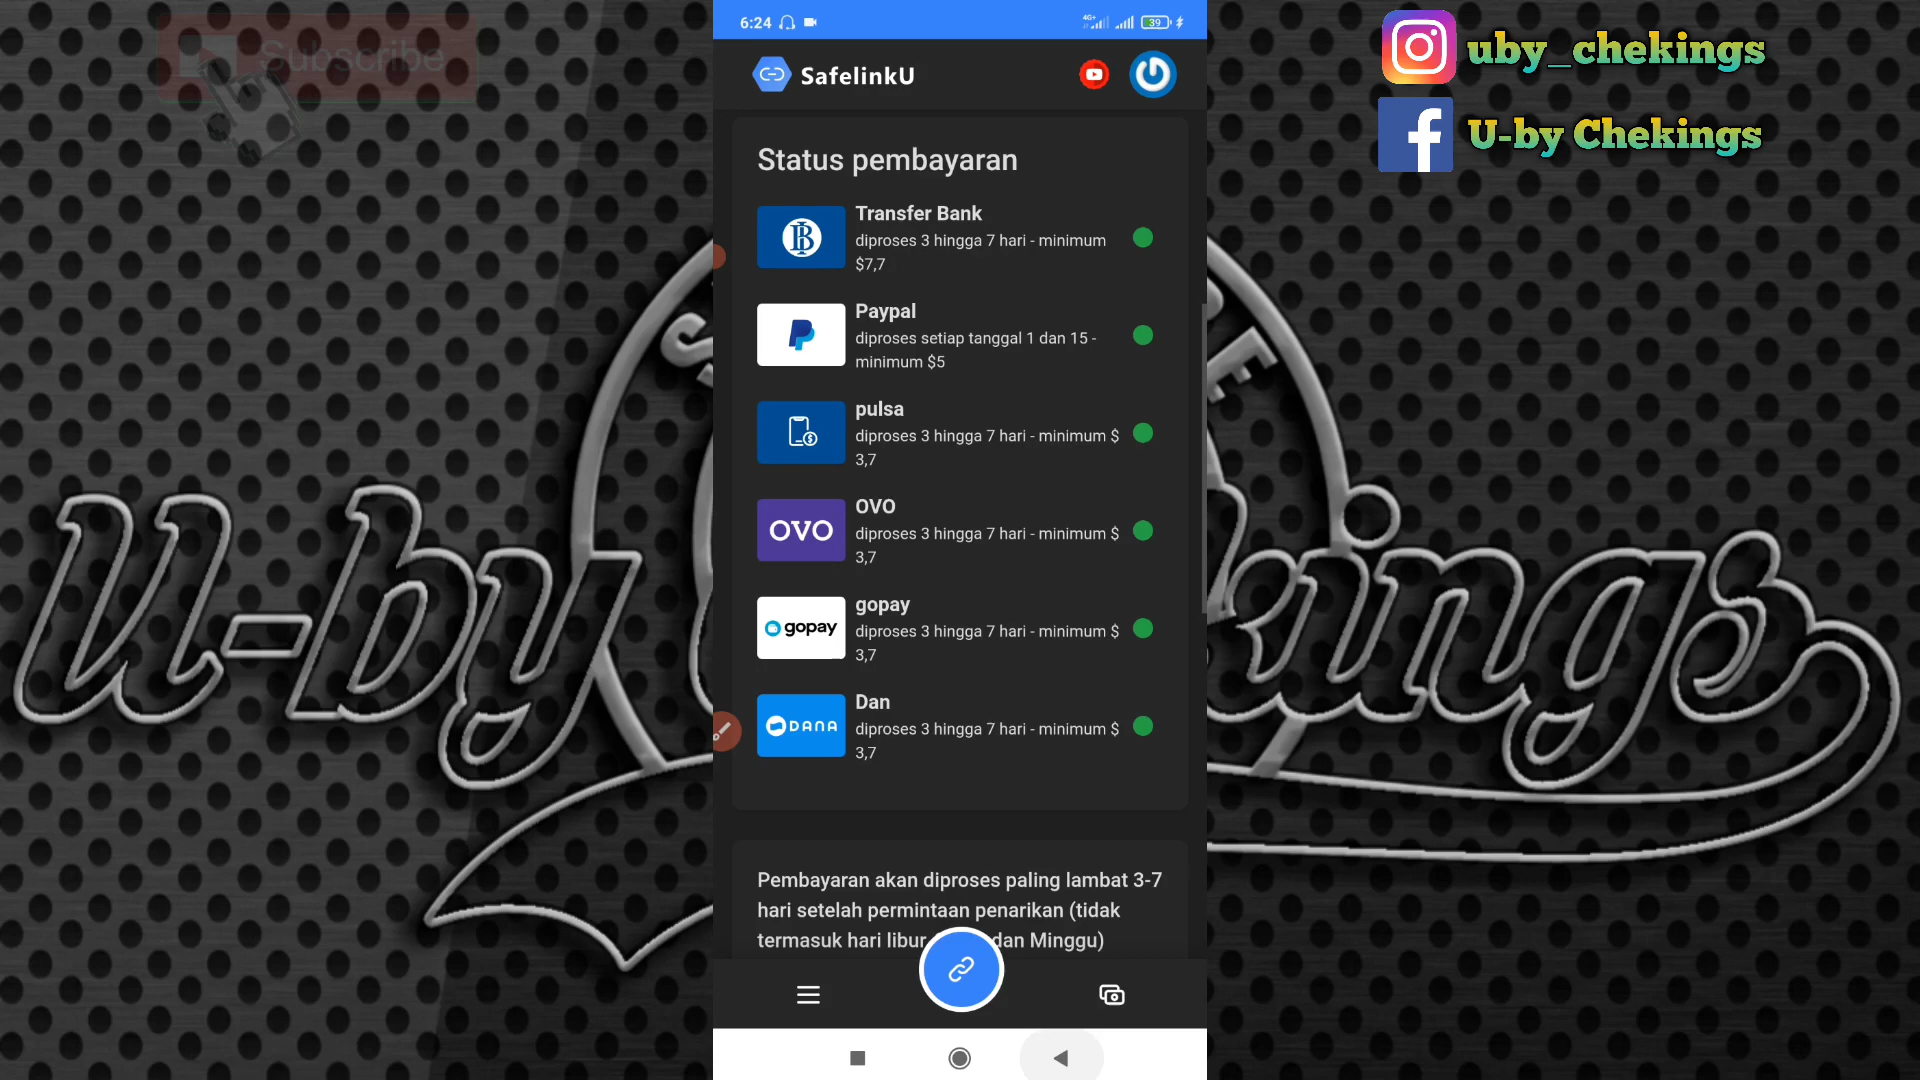 Subscribe
6:24
4G+
39
SafelinkU
uby_chekings
U-by Chekings
Status pembayaran
Transfer Bank
diproses 3 hingga 7 hari - minimum
$7,7
Paypal
diproses setiap tanggal 1 dan 15 -
minimum $5
pulsa
diproses 3 hingga 7 hari - minimum $
3,7
OVO
OVO
diproses 3 hingga 7 hari - minimum $
3,7
gopay
gopay
diproses 3 hingga 7 hari - minimum $
3,7
DANA
Dan
diproses 3 hingga 7 hari - minimum $
3,7
Pembayaran akan diproses paling lambat 3-7
hari setelah permintaan penarikan (tidak
termasuk hari libur dan Minggu)
U-by